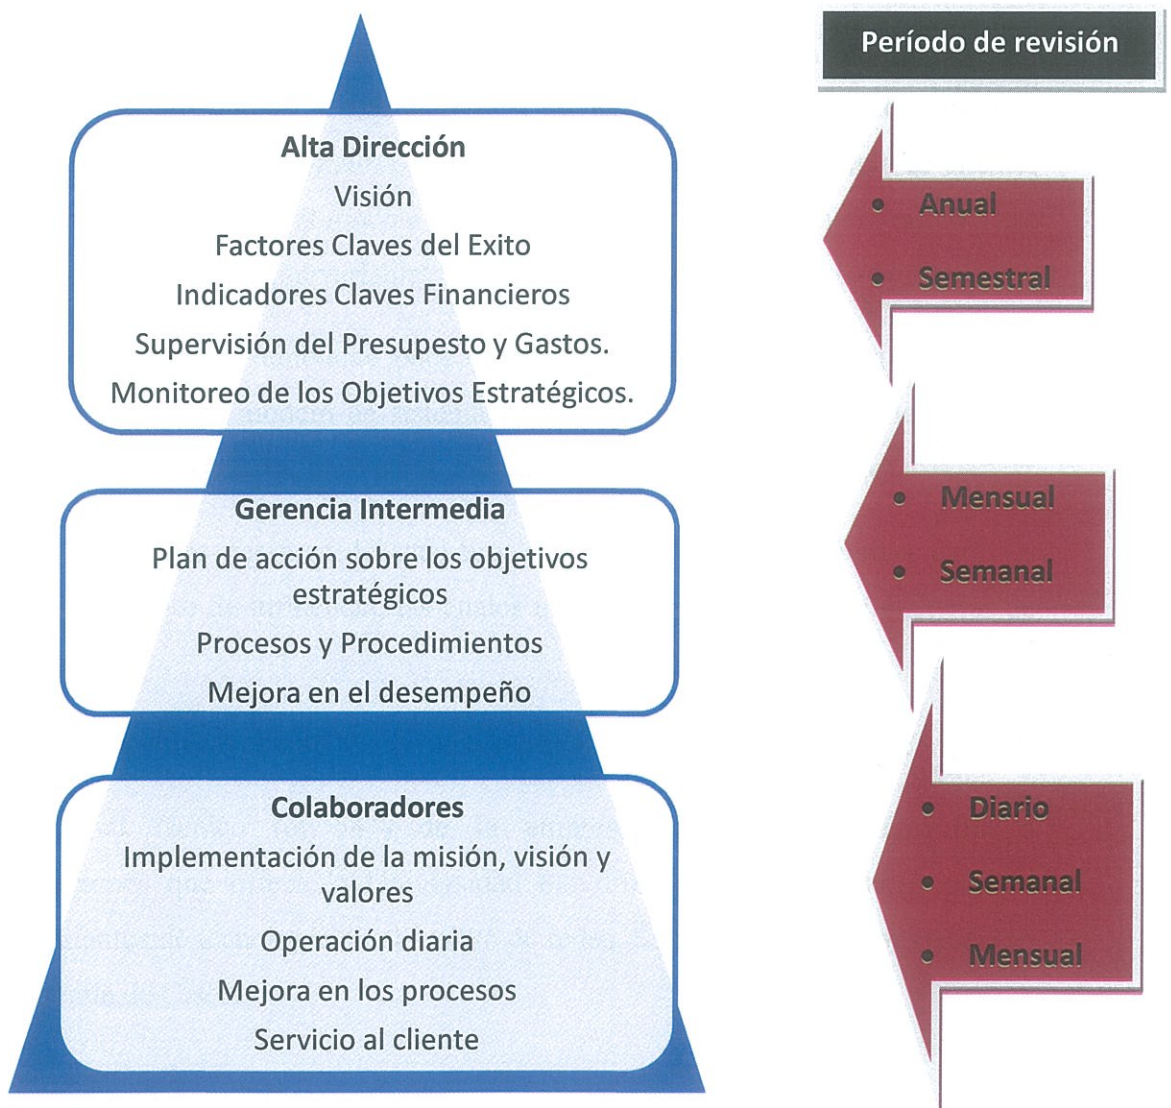 Período de revisión
Alta Dirección
Visión
Factores Claves del Exito
Indicadores Claves Financieros
Supervisión del Presupesto y Gastos.
Monitoreo de los Objetivos Estratégicos.
• Anual
• Semestral
Gerencia Intermedia
Plan de acción sobre los objetivos
estratégicos
Procesos y Procedimientos
Mejora en el desempeño
• Mensual
• Semanal
Colaboradores
Implementación de la misión, visión y
valores
Operación diaria
Mejora en los procesos
Servicio al cliente
• Diario
• Semanal
• Mensual